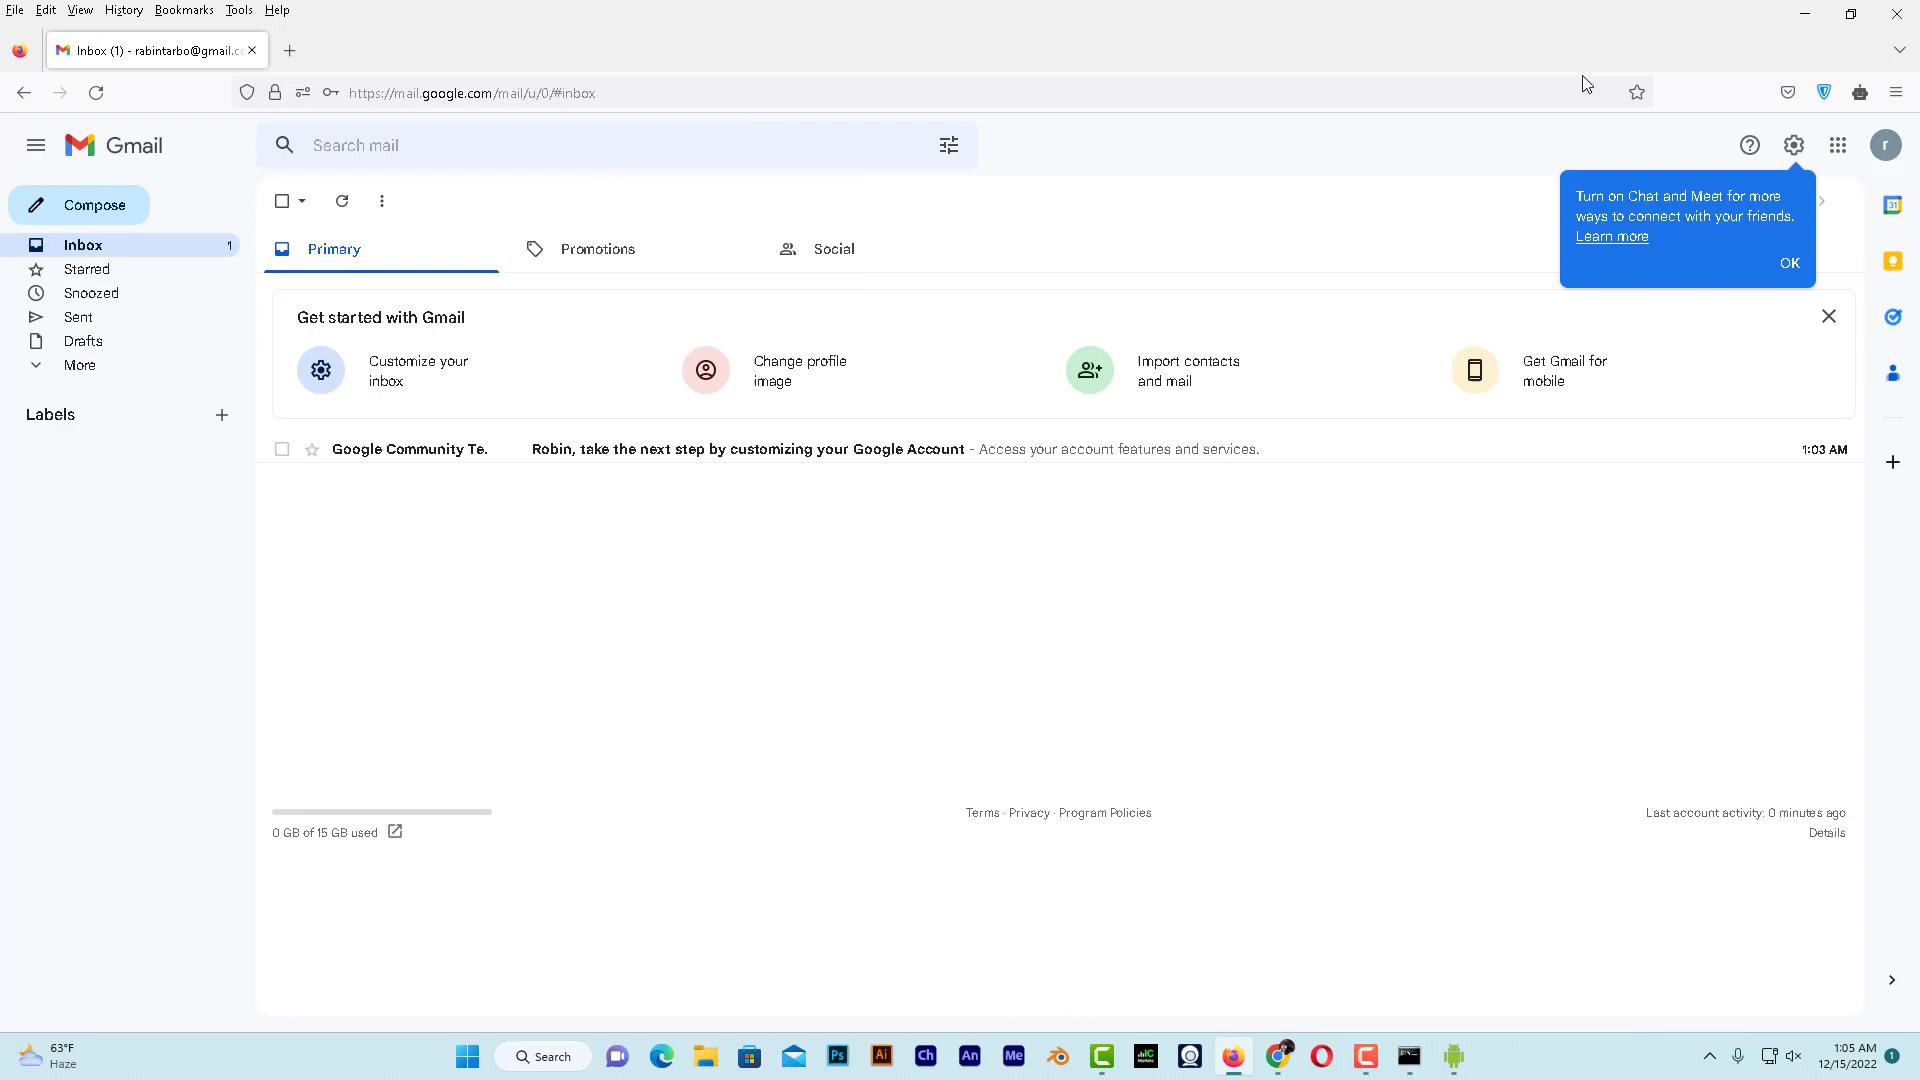 File Edit View History Bookmarks Tools Help
Inbox (1) - rabintarbo@gmail.cc
https://mail.google.com/mail/u/0/#inbox
Gmail
Search mail
Compose
Turn on Chat and Meet for more
ways to connect with your friends.
Learn more
OK
Inbox 1
Starred
Snoozed
Sent
Drafts
More
Labels
Primary Promotions Social
Get started with Gmail
Customize your
inbox
Change profile
image
Import contacts
and mail
Get Gmail for
mobile
Google Community Te. Robin, take the next step by customizing your Google Account - Access your account features and services. 1:03 AM
0 GB of 15 GB used
Terms · Privacy · Program Policies
Last account activity: 0 minutes ago
Details
31
63°F
Haze
Search
Ps
Ai
Ch
An
Me
1:05 AM
12/15/2022
1